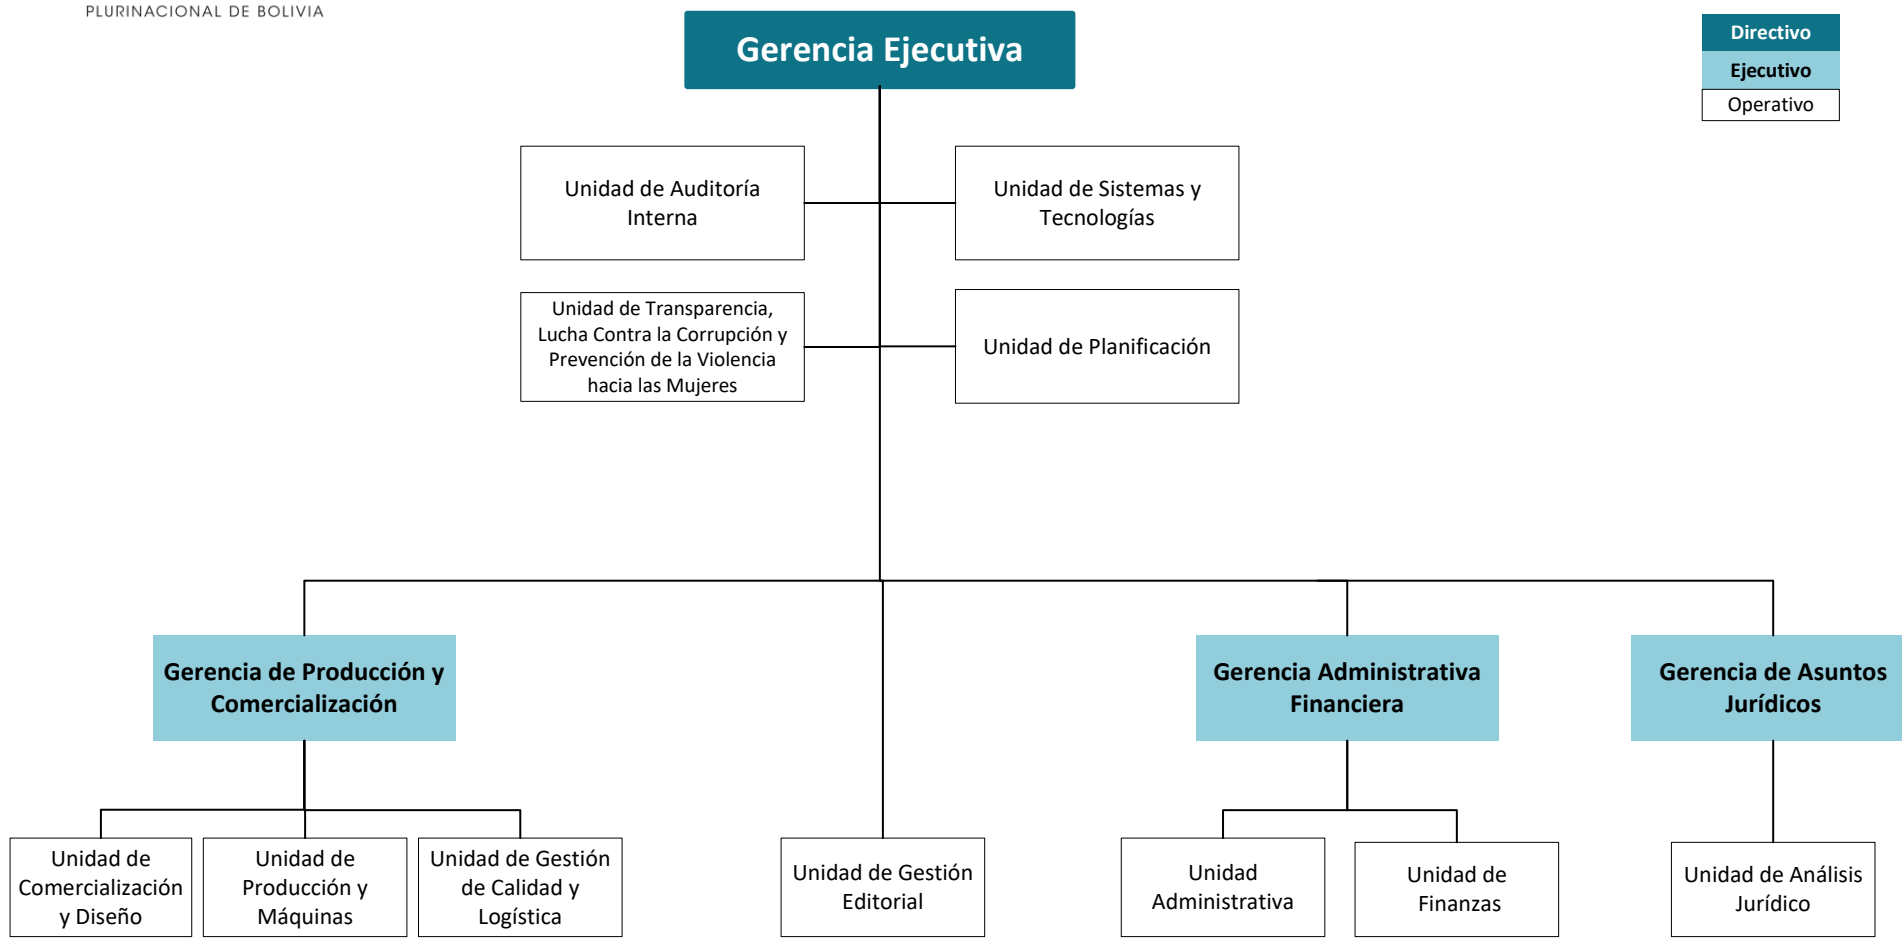 PLURINACIONAL DE BOLIVIA
Gerencia Ejecutiva
Directivo
Ejecutivo
Operativo
Unidad de Auditoría
Interna
Unidad de Sistemas y
Tecnologías
Unidad de Transparencia,
Lucha Contra la Corrupción y
Prevención de la Violencia
hacia las Mujeres
Unidad de Planificación
Gerencia de Producción y
Comercialización
Gerencia Administrativa
Financiera
Gerencia de Asuntos
Jurídicos
Unidad de
Comercialización
y Diseño
Unidad de
Producción y
Máquinas
Unidad de Gestión
de Calidad y
Logística
Unidad de Gestión
Editorial
Unidad
Administrativa
Unidad de
Finanzas
Unidad de Análisis
Jurídico